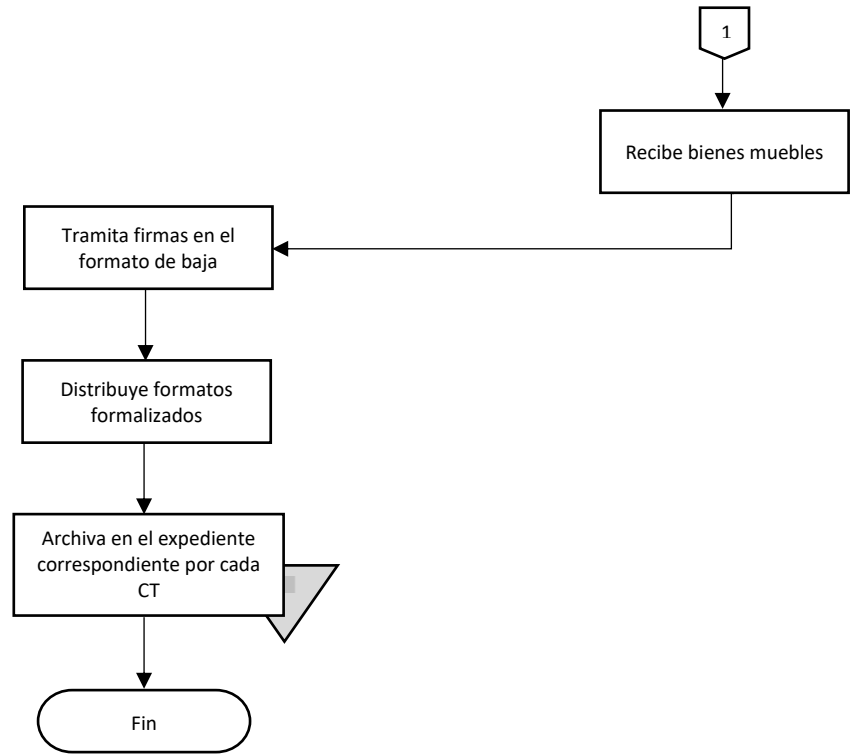 1
Recibe bienes muebles
Tramita firmas en el
formato de baja
Distribuye formatos
formalizados
Archiva en el expediente
correspondiente por cada
CT
Fin